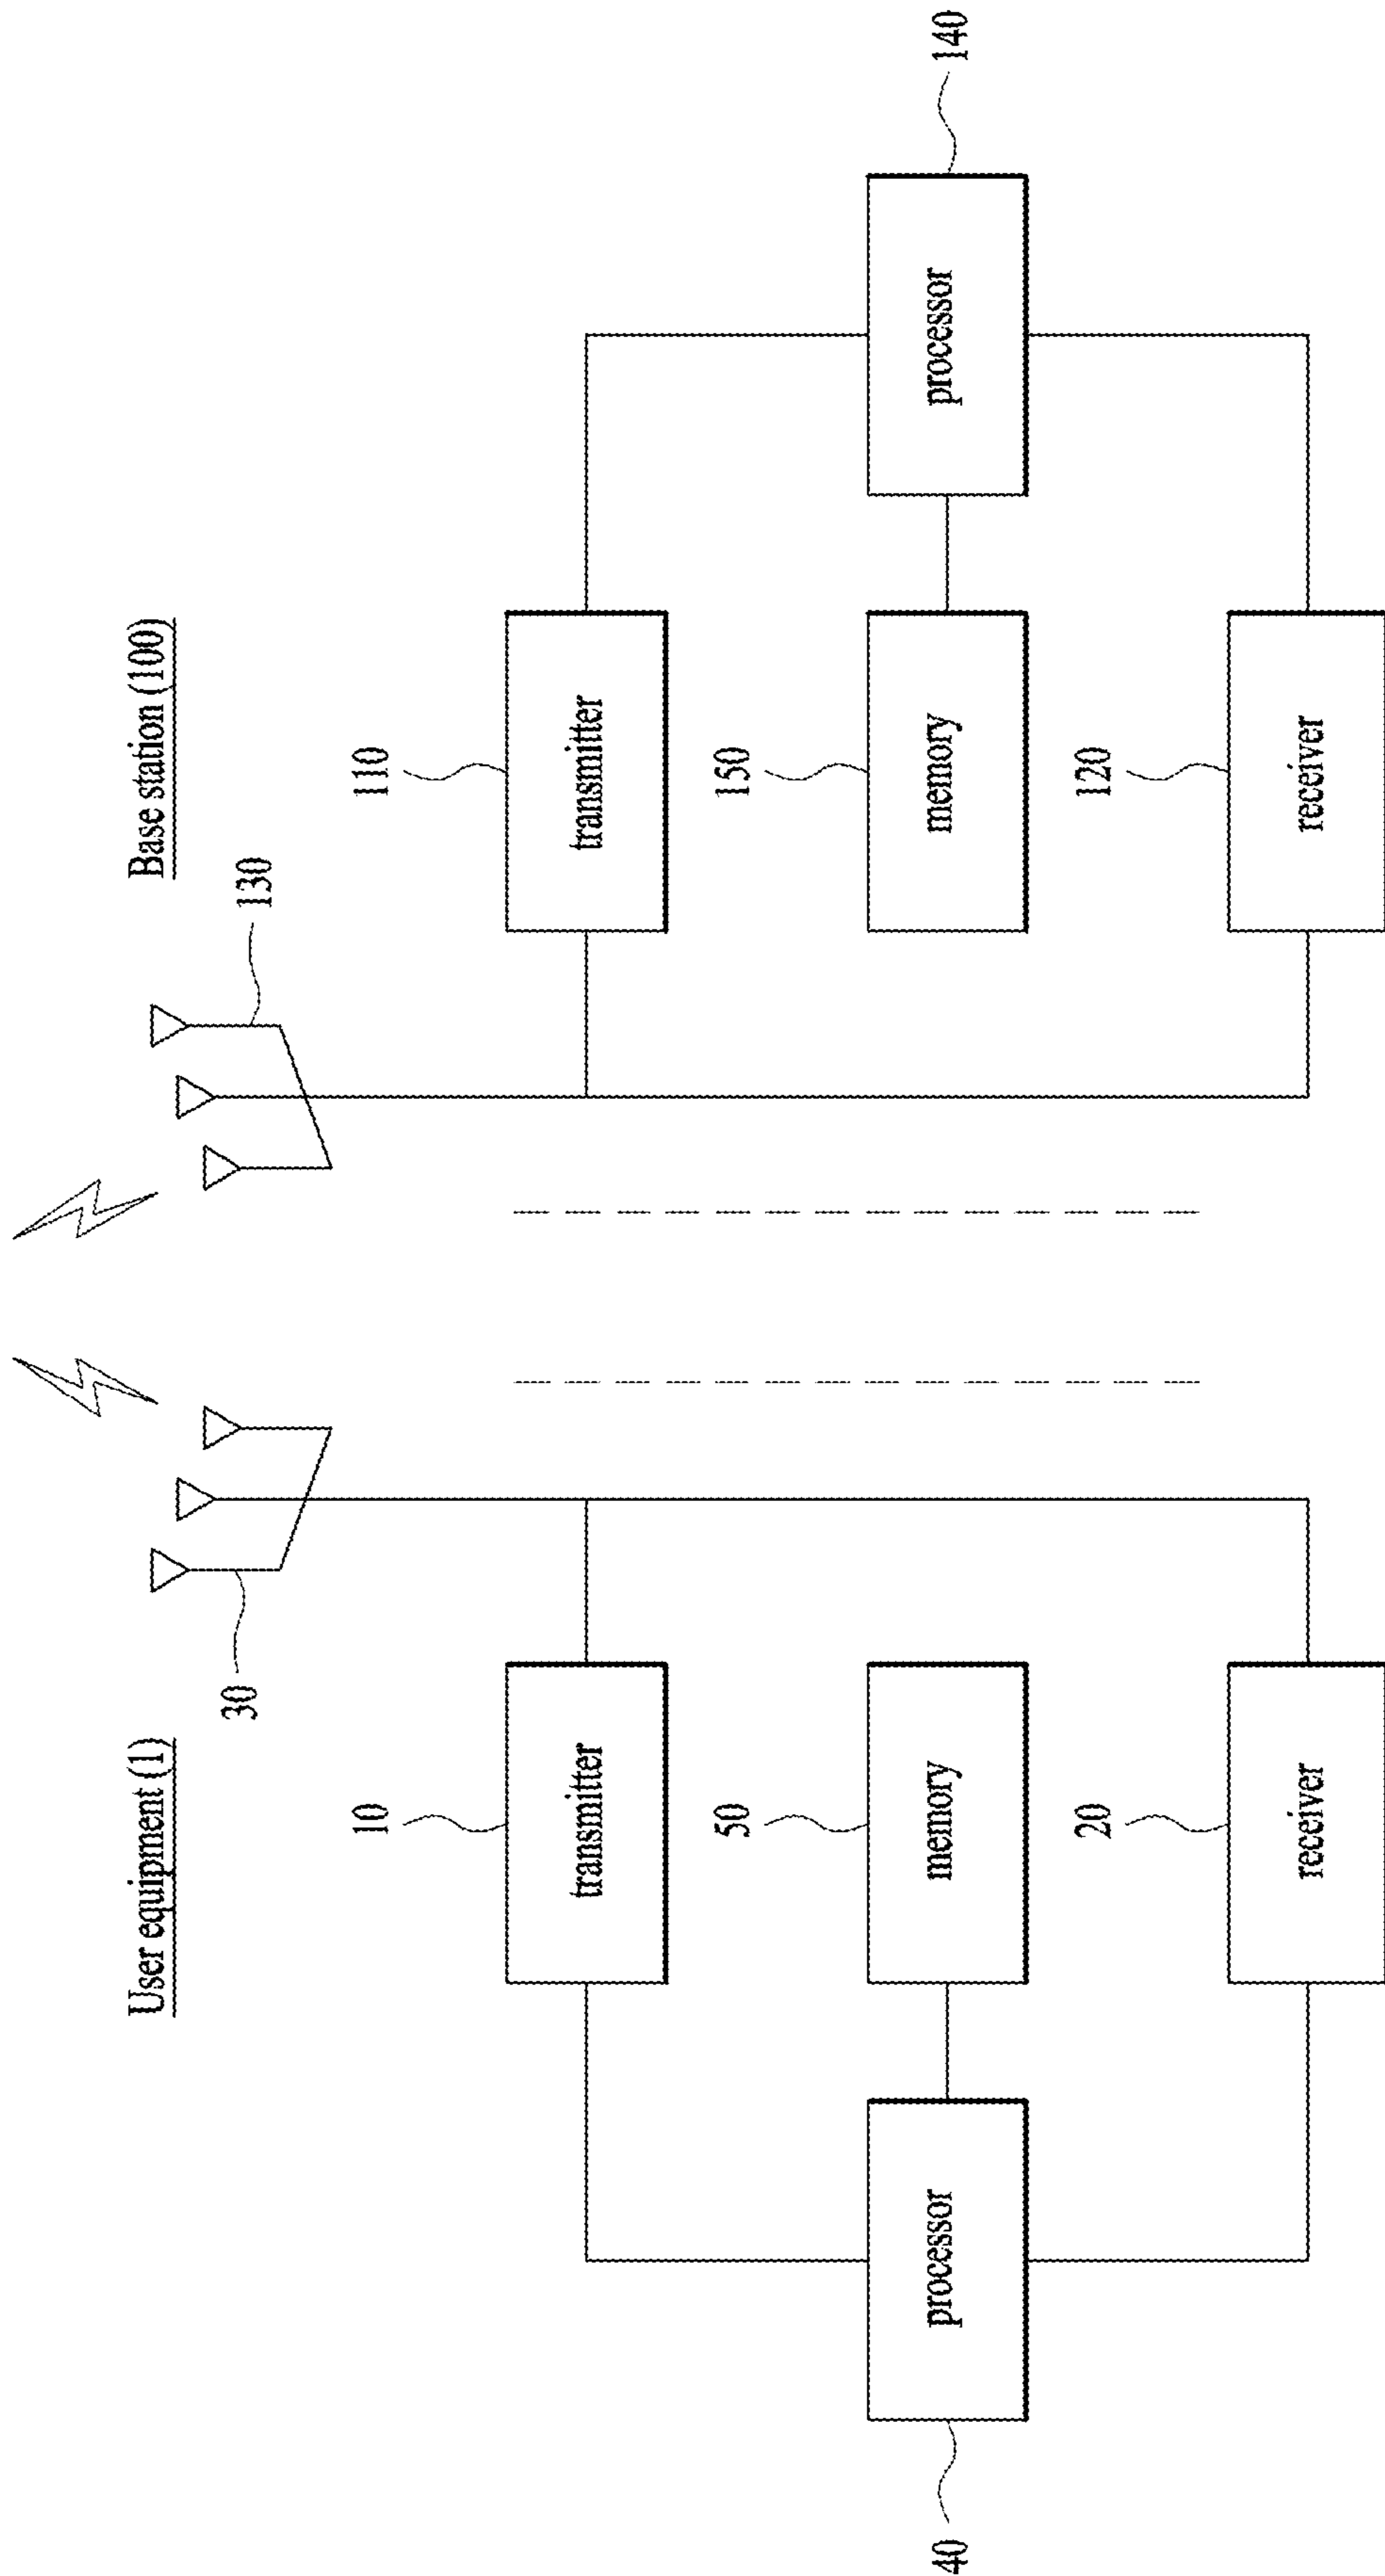 User equipment (1)
Base station (100)
30
130
10
transmitter
110
transmitter
40
processor
50
memory
150
memory
140
processor
20
receiver
120
receiver